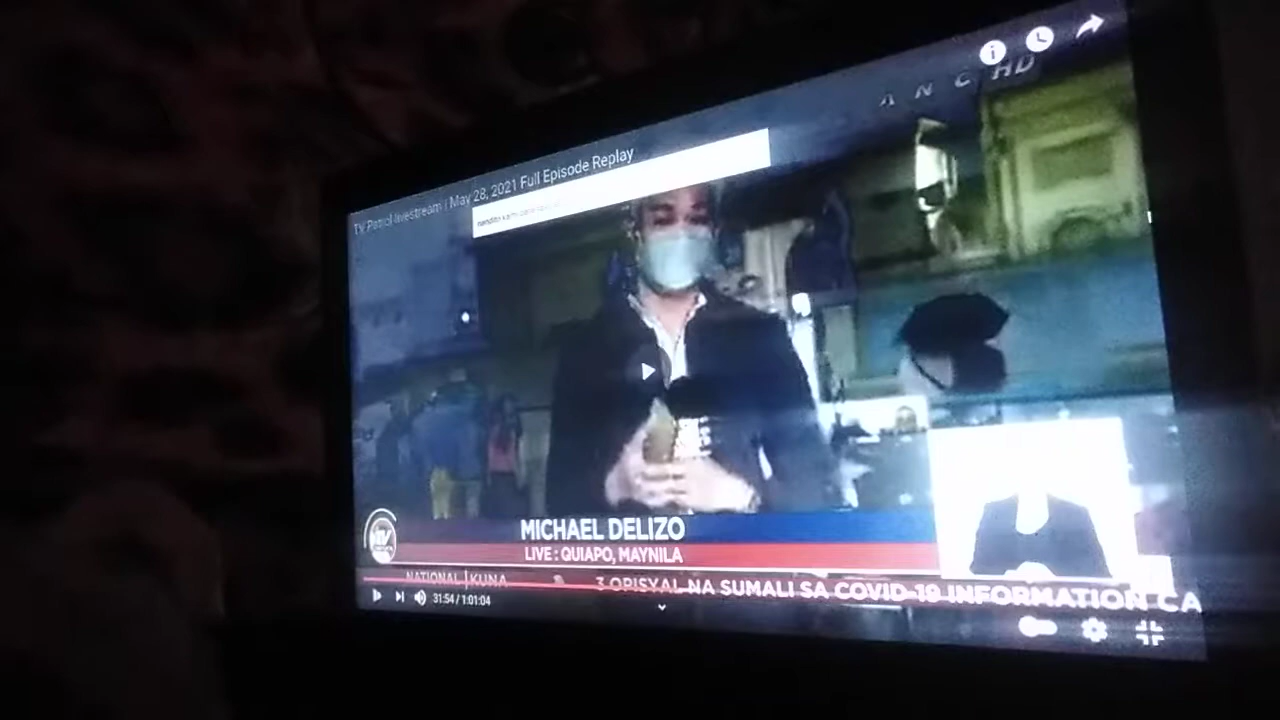 A N C HD
TV Patrol livestream | May 28, 2021 Full Episode Replay
MICHAEL DELIZO
LIVE : QUIAPO, MAYNILA
NATIONAL | KUNA
3 OPISYAL NA SUMALI SA COVID-19 INFORMATION CA
31:54 / 1:01:04